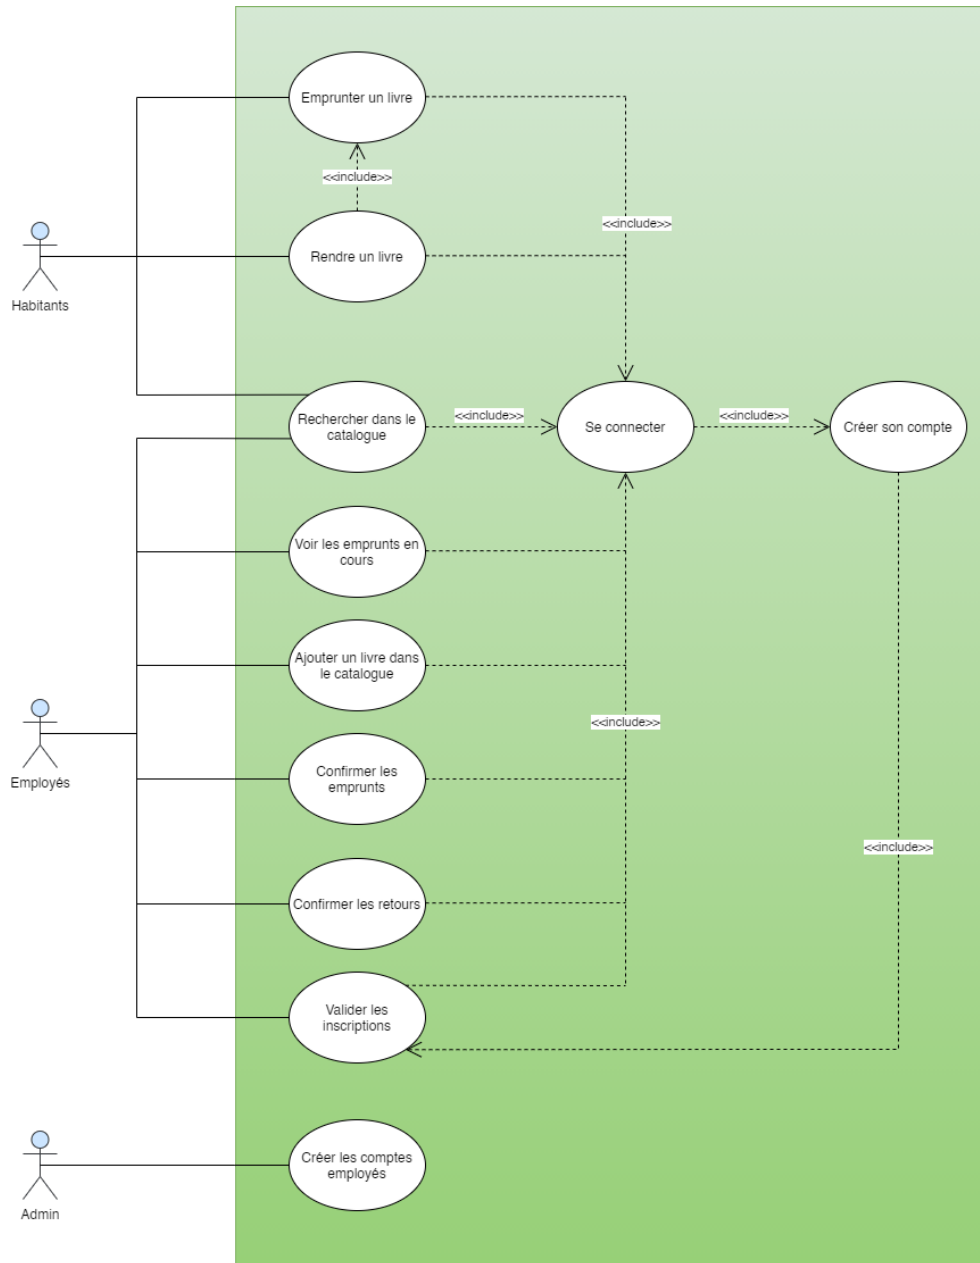 Emprunter un livre
<<include>>
<<include>>
Rendre un livre
Habitants
Rechercher dans le
catalogue
<<include>>
Se connecter
<<include>>
Créer son compte
Voir les emprunts en
cours
Ajouter un livre dans
le catalogue
<<include>>
Employés
Confirmer les
emprunts
<<include>>
Confirmer les retours
Valider les
inscriptions
Créer les comptes
employés
Admin